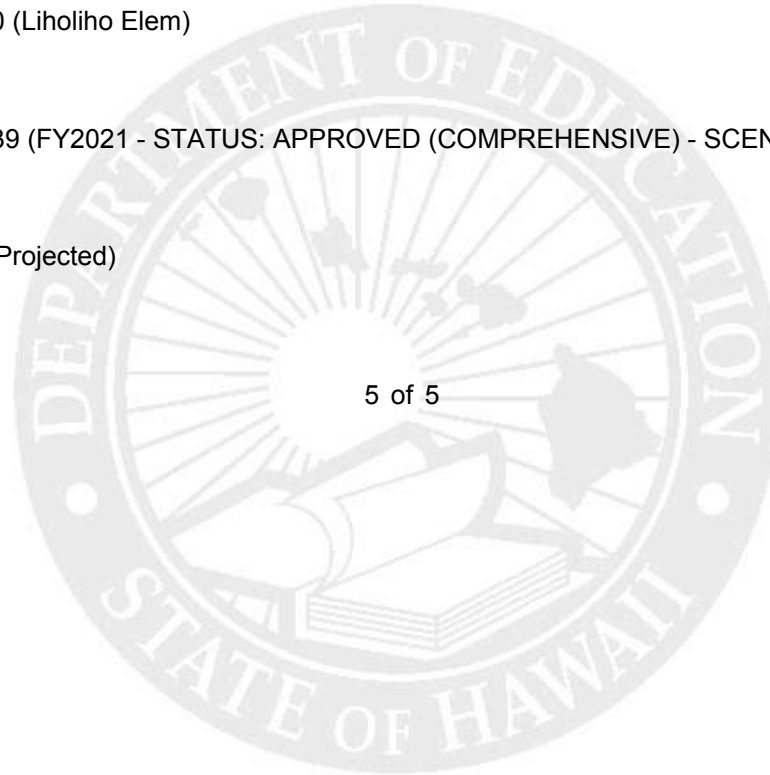 0 (Liholiho Elem)
39 (FY2021 - STATUS: APPROVED (COMPREHENSIVE) - SCEN
Projected)
5 of 5
DEPARTMENT OF EDUCATION
STATE OF HAWAII